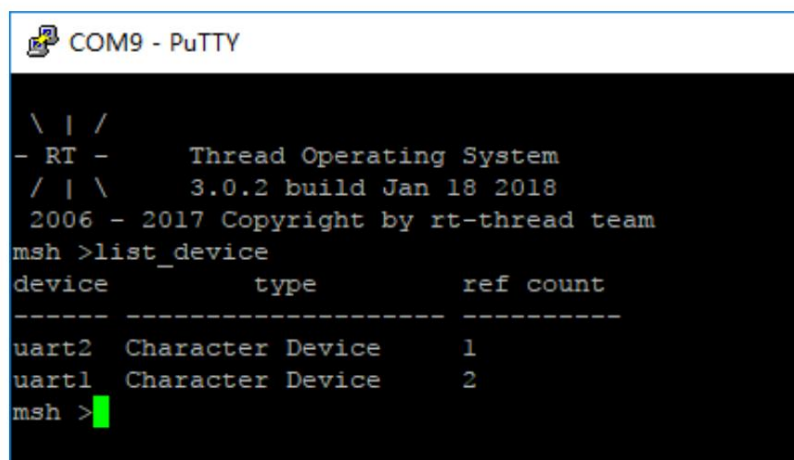 COM9 - PuTTY
\ | /
- RT -     Thread Operating System
/ | \     3.0.2 build Jan 18 2018
2006 - 2017 Copyright by rt-thread team
msh >list_device
device         type         ref count
------ -------------------- ----------
uart2  Character Device     1
uart1  Character Device     2
msh >